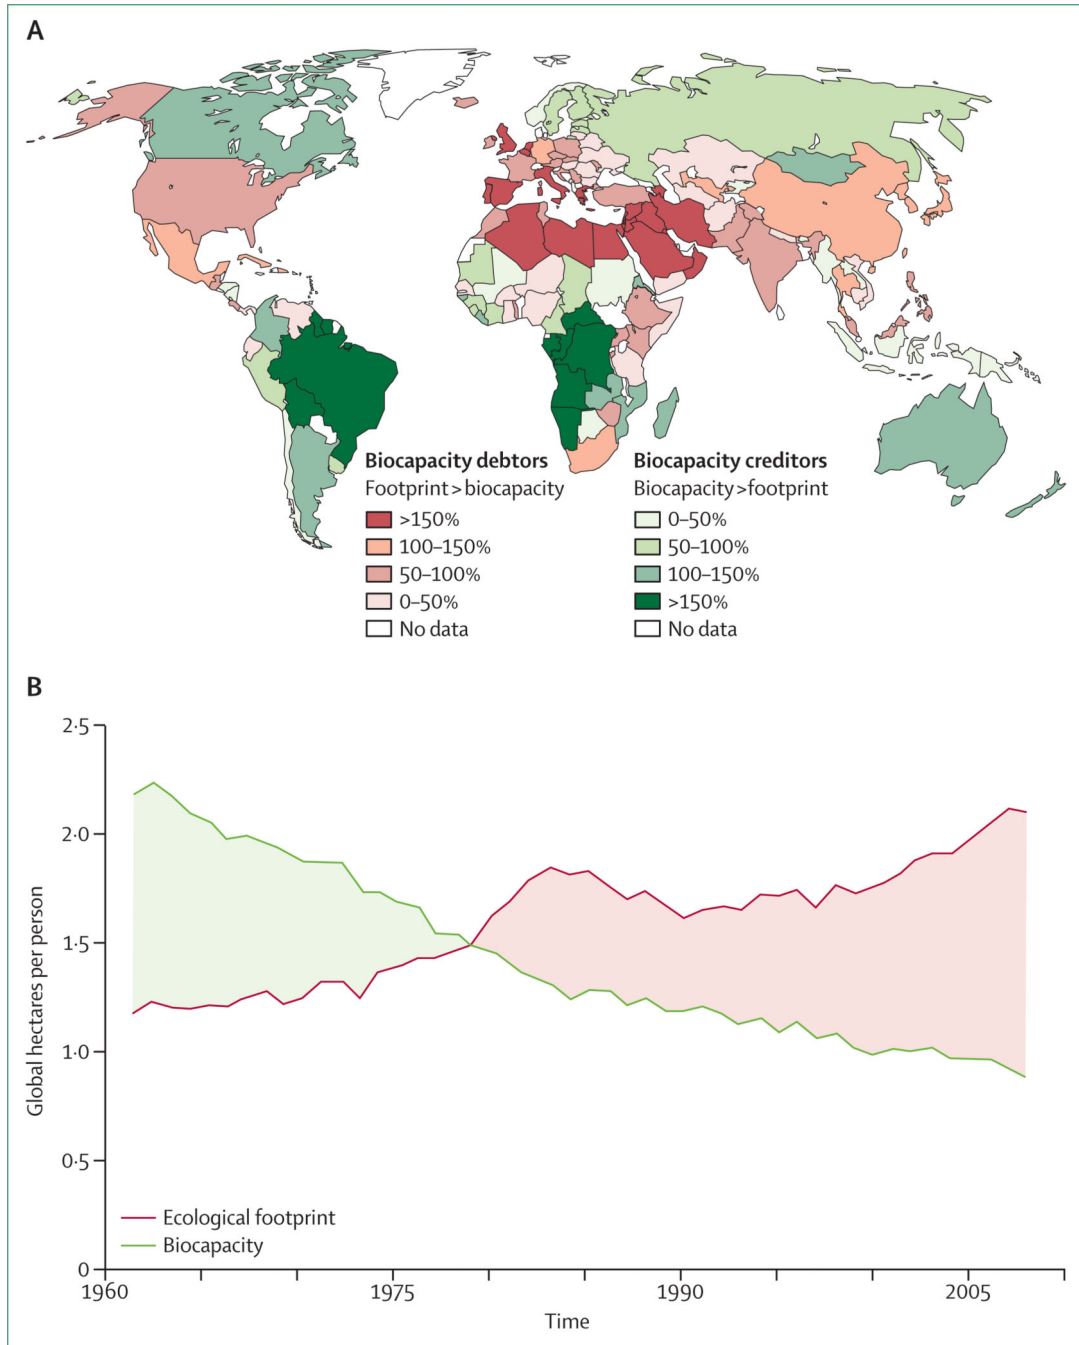 A
Biocapacity debtors
Footprint>biocapacity
>150%
100–150%
50–100%
0–50%
No data
Biocapacity creditors
Biocapacity>footprint
0–50%
50–100%
100–150%
>150%
No data
B
Global hectares per person
2·5
2·0
1·5
1·0
0·5
0
Ecological footprint
Biocapacity
1960
1975
1990
2005
Time